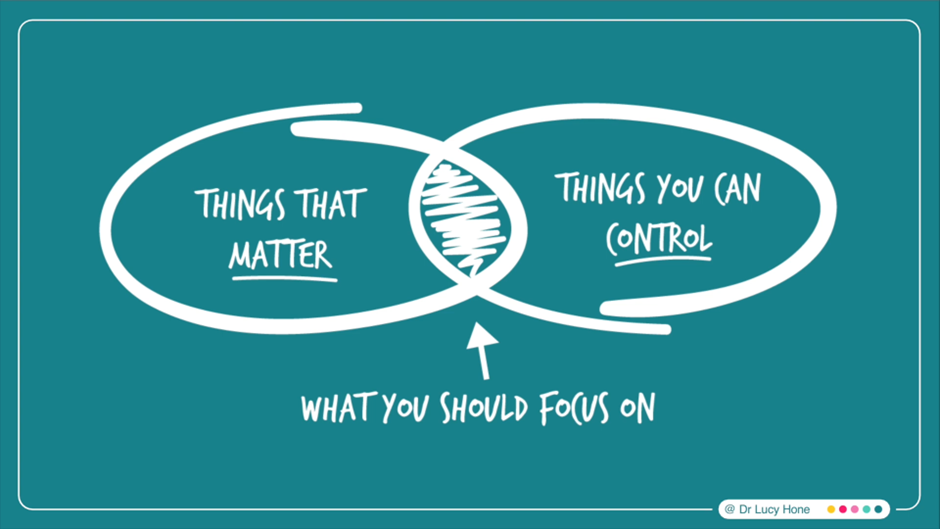 THINGS THAT
MATTER
THINGS YOU CAN
CONTROL
WHAT YOU SHOULD FOCUS ON
@ Dr Lucy Hone